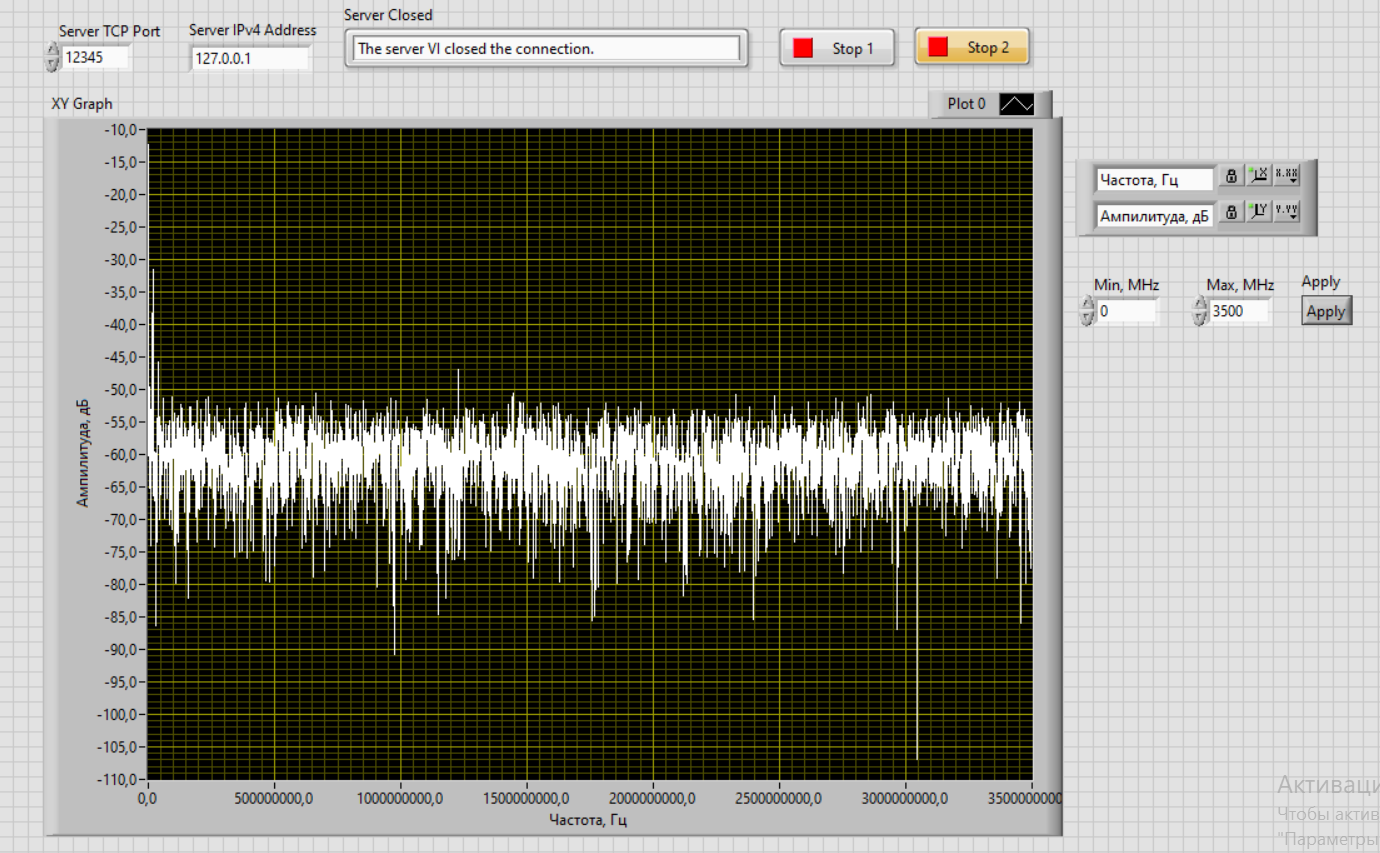 Server Closed
Server TCP Port
Server IPv4 Address
12345
127.0.0.1
The server VI closed the connection.
Stop 1
Stop 2
XY Graph
Plot 0
-10,0
-15,0
-20,0
-25,0
-30,0
-35,0
-40,0
-45,0
-50,0
-55,0
-60,0
-65,0
-70,0
-75,0
-80,0
-85,0
-90,0
-95,0
-100,0
-105,0
-110,0
Ампилитуда, дБ
0,0
500000000,0
1000000000,0
1500000000,0
2000000000,0
2500000000,0
3000000000,0
3500000000
Частота, Гц
Частота, Гц
X.XX
Ампилитуда, дБ
Y.YY
Min, MHz
Max, MHz
Apply
0
3500
Apply
Активаци
Чтобы актив
"Параметры